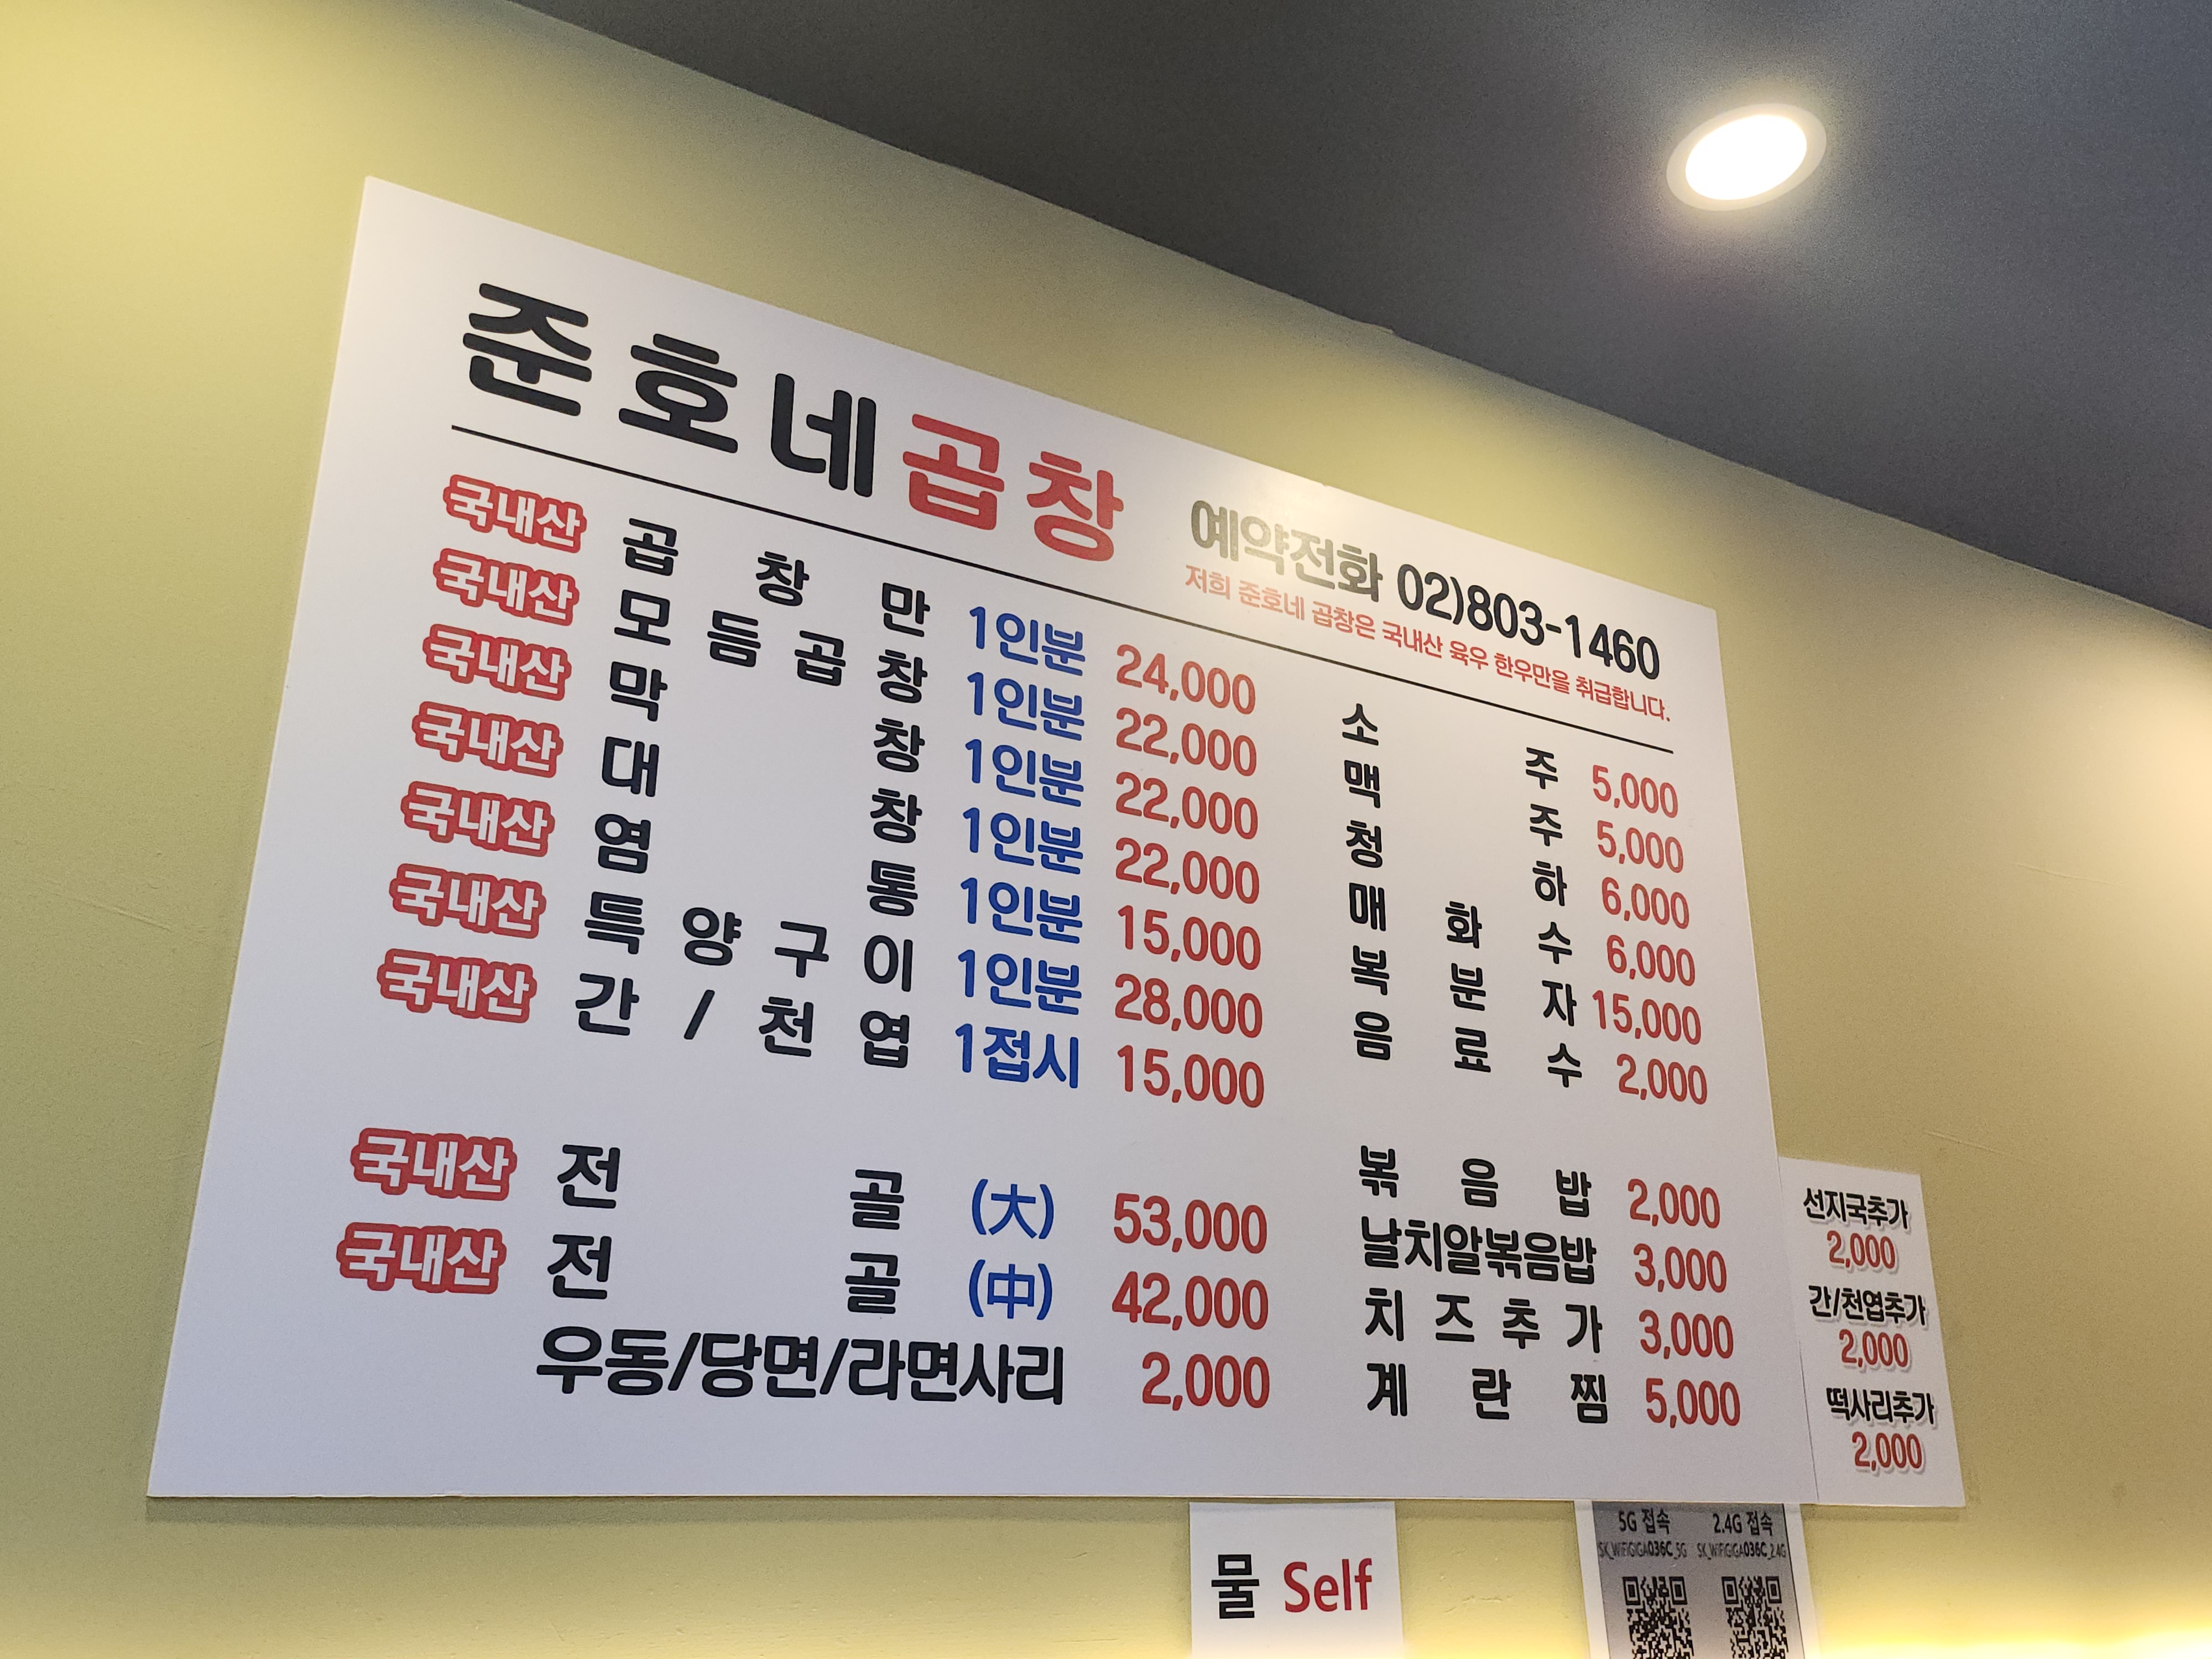 준호네곱창
예약전화 02)803-1460
저희 준호네 곱창은 국내산 육우 한우만을 취급합니다.
국내산 곱창만 1인분 24,000
국내산 모듬곱창 1인분 22,000
국내산 막창 1인분 22,000
국내산 대창 1인분 22,000
국내산 염통 1인분 15,000
국내산 특양구이 1인분 28,000
국내산 간/천엽 1접시 15,000
국내산 전골 (大) 53,000
국내산 전골 (中) 42,000
우동/당면/라면사리 2,000
소주 5,000
맥주 5,000
청하 6,000
매화수 6,000
복분자 15,000
음료수 2,000
볶음밥 2,000
날치알볶음밥 3,000
치즈추가 3,000
계란찜 5,000
선지국추가
2,000
간/천엽추가
2,000
떡사리추가
2,000
물 Self
5G 접속 2.4G 접속
SK_WiFiGIGA036C_5G SK_WiFiGIGA036C_2.4G